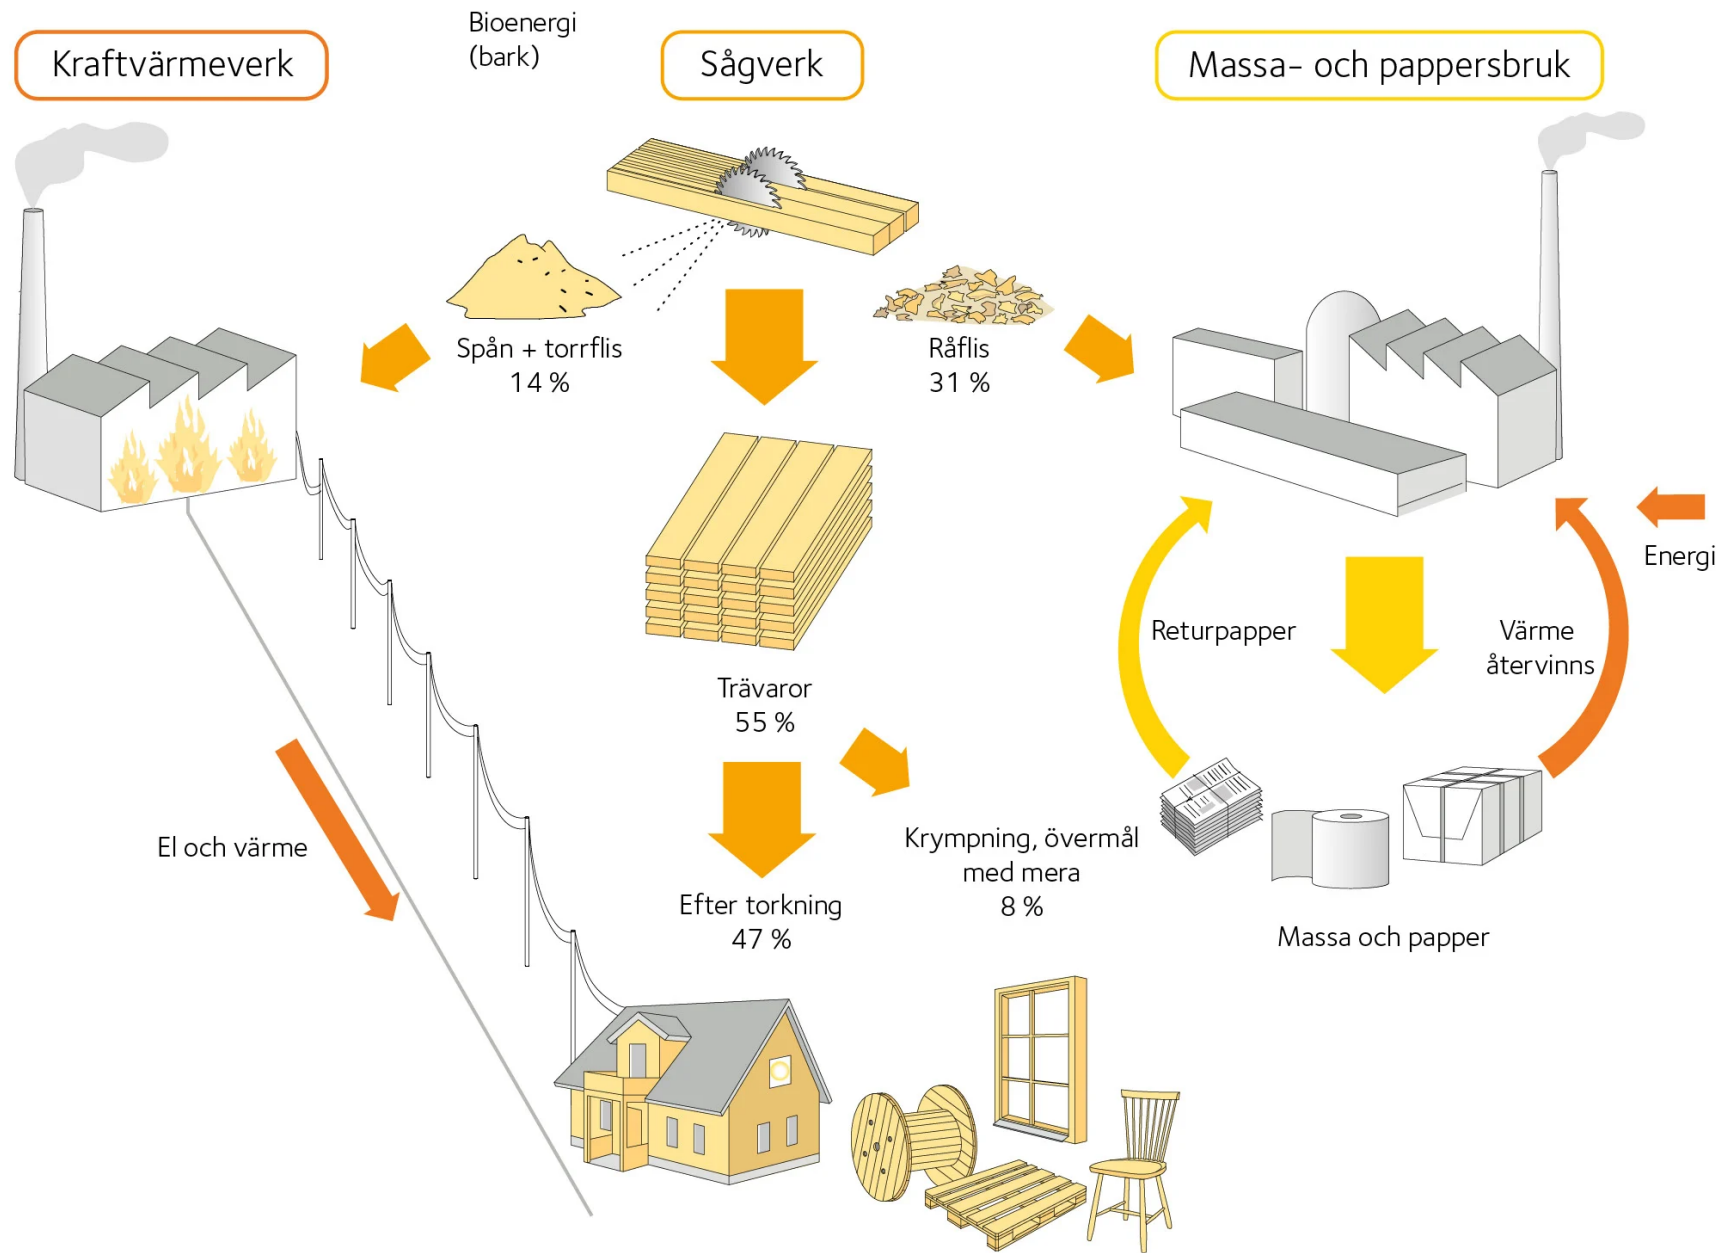 Bioenergi
(bark)
Kraftvärmeverk
Sågverk
Massa- och pappersbruk
Spån + torrflis
14 %
Råflis
31 %
Energi
Returpapper
Värme
återvinns
Trävaror
55 %
El och värme
Krympning, övermål
med mera
8 %
Efter torkning
47 %
Massa och papper